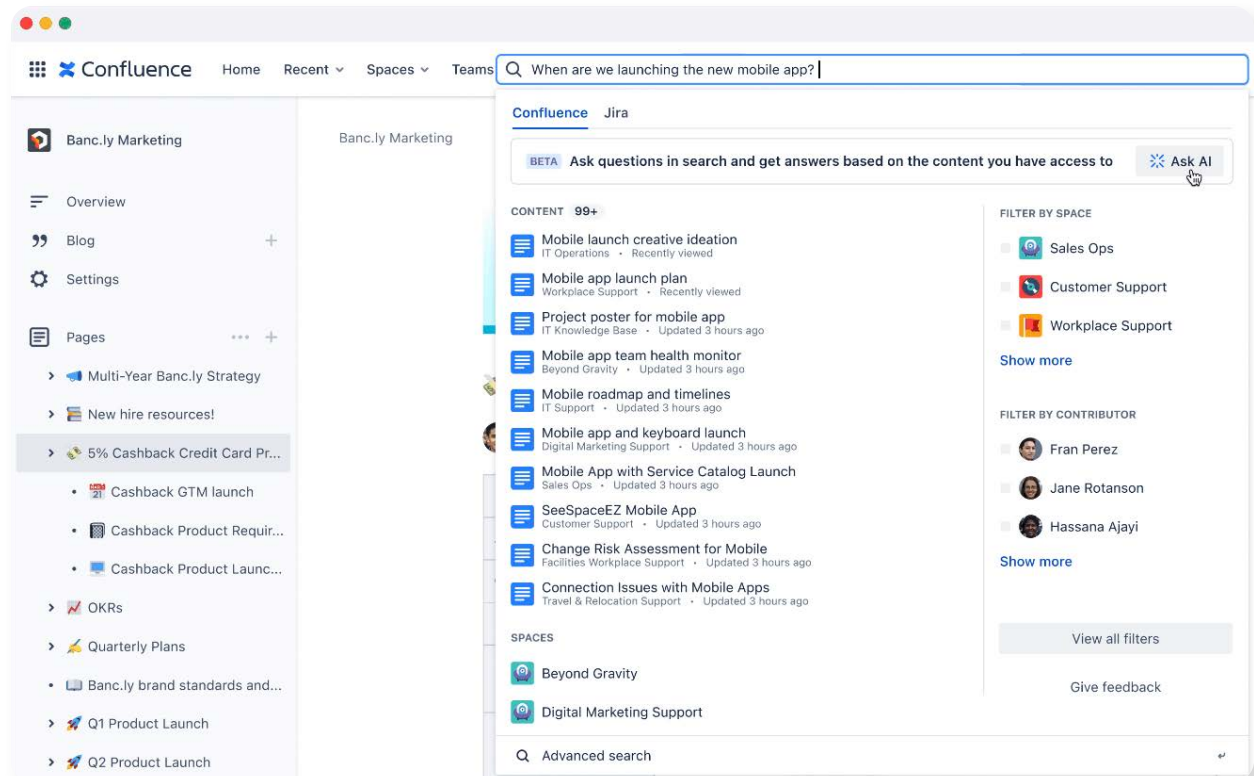 Confluence
Home
Recent
Spaces
Teams
When are we launching the new mobile app?
Banc.ly Marketing
Overview
Blog
Settings
Pages
Multi-Year Banc.ly Strategy
New hire resources!
5% Cashback Credit Card Pr...
Cashback GTM launch
Cashback Product Requir...
Cashback Product Launc...
OKRs
Quarterly Plans
Banc.ly brand standards and...
Q1 Product Launch
Q2 Product Launch
Banc.ly Marketing
Confluence
Jira
BETA Ask questions in search and get answers based on the content you have access to
Ask AI
CONTENT 99+
Mobile launch creative ideation
IT Operations • Recently viewed
Mobile app launch plan
Workplace Support • Recently viewed
Project poster for mobile app
IT Knowledge Base • Updated 3 hours ago
Mobile app team health monitor
Beyond Gravity • Updated 3 hours ago
Mobile roadmap and timelines
IT Support • Updated 3 hours ago
Mobile app and keyboard launch
Digital Marketing Support • Updated 3 hours ago
Mobile App with Service Catalog Launch
Sales Ops • Updated 3 hours ago
SeeSpaceEZ Mobile App
Customer Support • Updated 3 hours ago
Change Risk Assessment for Mobile
Facilities Workplace Support • Updated 3 hours ago
Connection Issues with Mobile Apps
Travel & Relocation Support • Updated 3 hours ago
SPACES
Beyond Gravity
Digital Marketing Support
Advanced search
FILTER BY SPACE
Sales Ops
Customer Support
Workplace Support
Show more
FILTER BY CONTRIBUTOR
Fran Perez
Jane Rotanson
Hassana Ajayi
Show more
View all filters
Give feedback